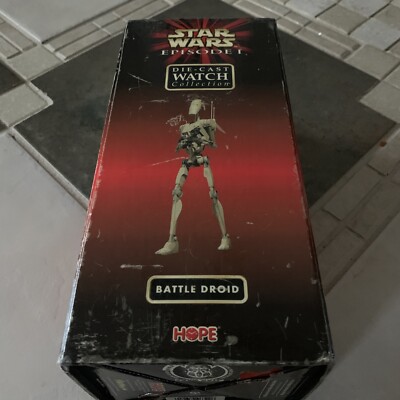 STAR
WARS
EPISODE I
DIE-CAST
WATCH
Collection
BATTLE DROID
HOPE